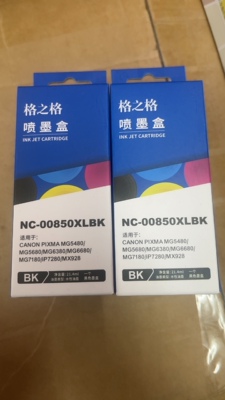 格之格
喷墨盒
INK JET CARTRIDGE
NC-00850XLBK
适用于:
CANON PIXMA MG5480/
MG5680/MG6380/MG6680/
MG7180/IP7280/MX928
BK
格之格
喷墨盒
INK JET CARTRIDGE
NC-00850XLBK
适用于:
CANON PIXMA MG5480/
MG5680/MG6380/MG6680/
MG7180/IP7280/MX928
BK